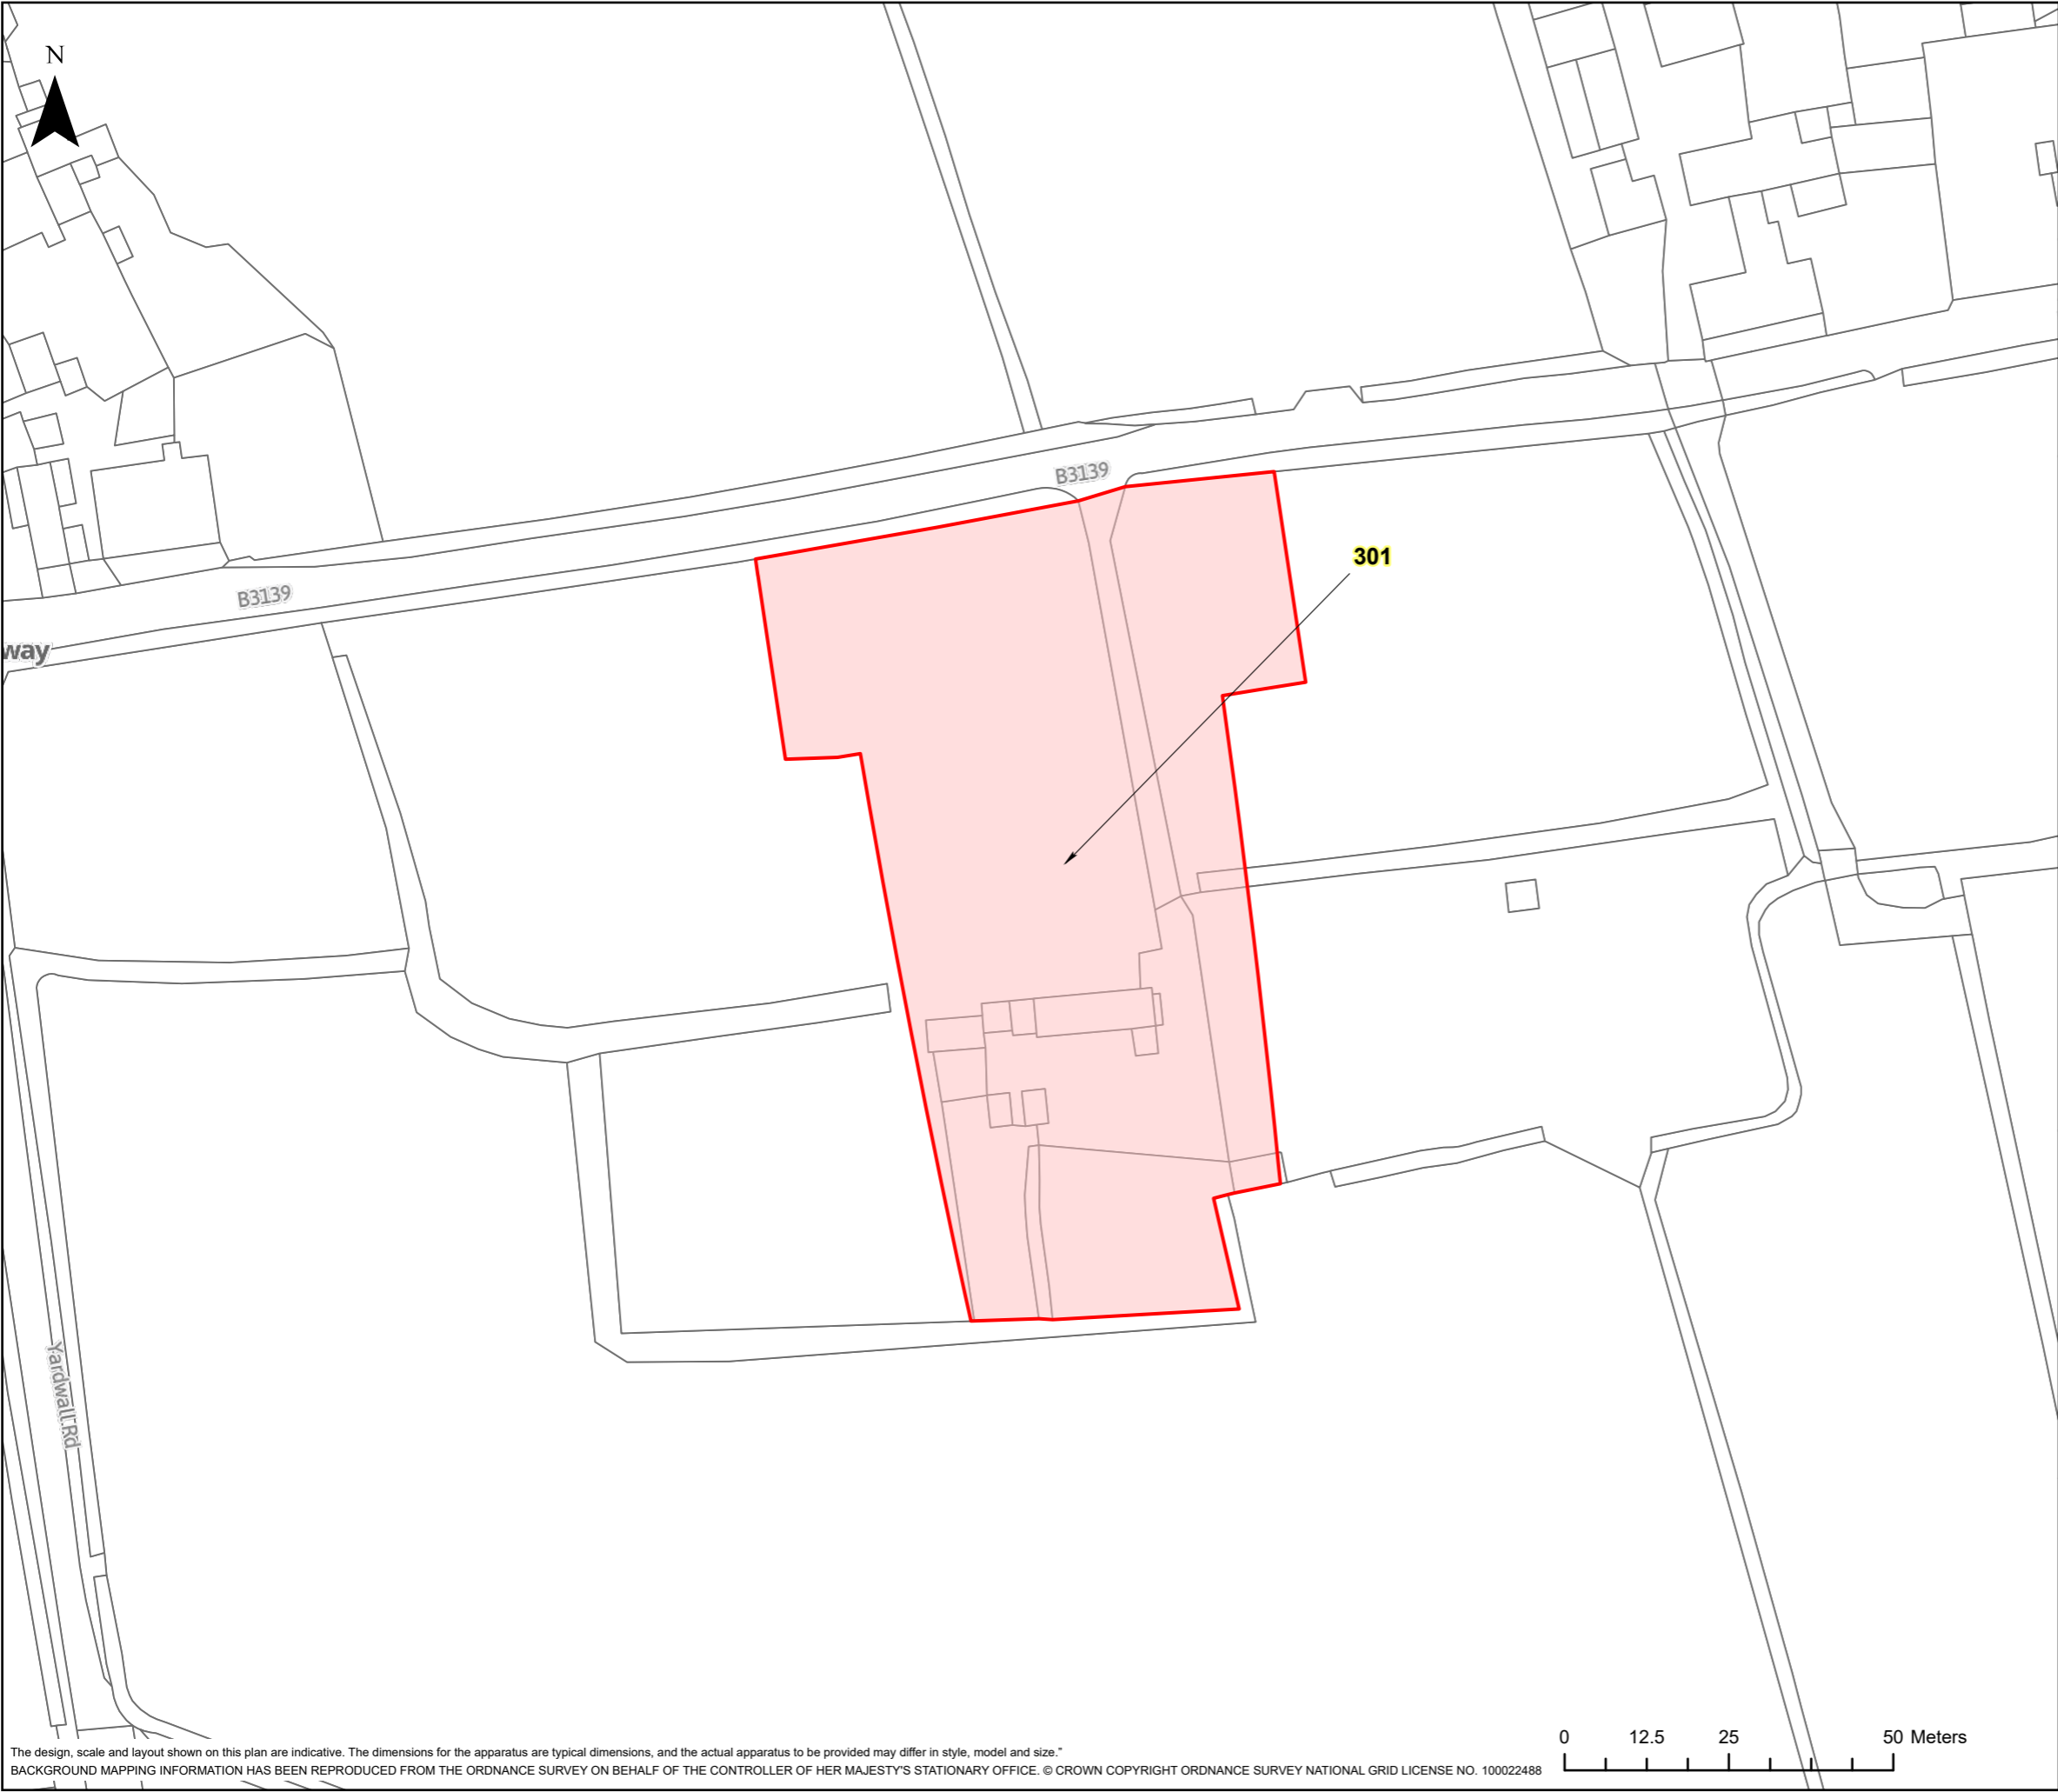 N
B3139
301
B3139
way
Yardwall Rd
0 12.5 25 50 Meters
The design, scale and layout shown on this plan are indicative. The dimensions for the apparatus are typical dimensions, and the actual apparatus to be provided may differ in style, model and size."
BACKGROUND MAPPING INFORMATION HAS BEEN REPRODUCED FROM THE ORDNANCE SURVEY ON BEHALF OF THE CONTROLLER OF HER MAJESTY'S STATIONARY OFFICE. © CROWN COPYRIGHT ORDNANCE SURVEY NATIONAL GRID LICENSE NO. 100022488